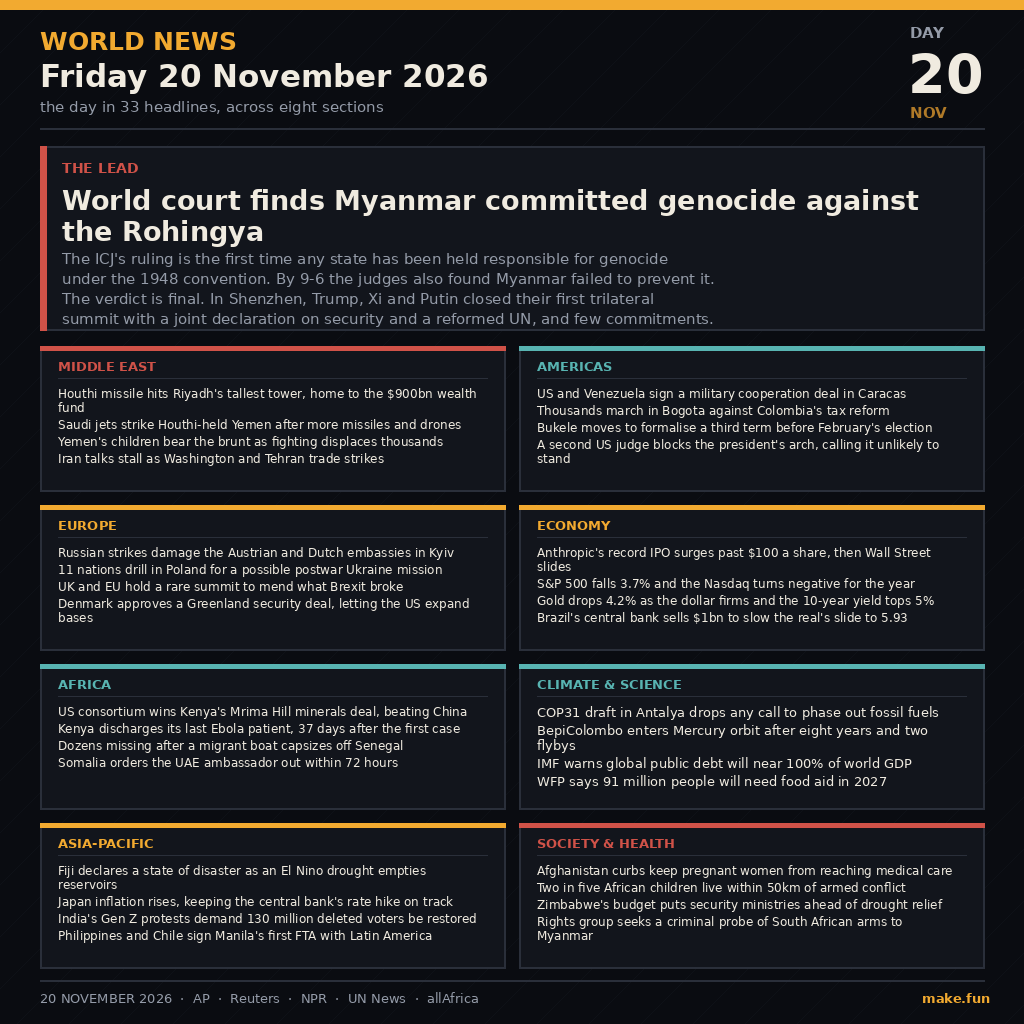 WORLD NEWS
Friday 20 November 2026
the day in 33 headlines, across eight sections
DAY
20
NOV
THE LEAD
World court finds Myanmar committed genocide against
the Rohingya
The ICJ's ruling is the first time any state has been held responsible for genocide
under the 1948 convention. By 9-6 the judges also found Myanmar failed to prevent it.
The verdict is final. In Shenzhen, Trump, Xi and Putin closed their first trilateral
summit with a joint declaration on security and a reformed UN, and few commitments.
MIDDLE EAST
Houthi missile hits Riyadh's tallest tower, home to the $900bn wealth
fund
Saudi jets strike Houthi-held Yemen after more missiles and drones
Yemen's children bear the brunt as fighting displaces thousands
Iran talks stall as Washington and Tehran trade strikes
AMERICAS
US and Venezuela sign a military cooperation deal in Caracas
Thousands march in Bogota against Colombia's tax reform
Bukele moves to formalise a third term before February's election
A second US judge blocks the president's arch, calling it unlikely to
stand
EUROPE
Russian strikes damage the Austrian and Dutch embassies in Kyiv
11 nations drill in Poland for a possible postwar Ukraine mission
UK and EU hold a rare summit to mend what Brexit broke
Denmark approves a Greenland security deal, letting the US expand
bases
ECONOMY
Anthropic's record IPO surges past $100 a share, then Wall Street
slides
S&P 500 falls 3.7% and the Nasdaq turns negative for the year
Gold drops 4.2% as the dollar firms and the 10-year yield tops 5%
Brazil's central bank sells $1bn to slow the real's slide to 5.93
AFRICA
US consortium wins Kenya's Mrima Hill minerals deal, beating China
Kenya discharges its last Ebola patient, 37 days after the first case
Dozens missing after a migrant boat capsizes off Senegal
Somalia orders the UAE ambassador out within 72 hours
CLIMATE & SCIENCE
COP31 draft in Antalya drops any call to phase out fossil fuels
BepiColombo enters Mercury orbit after eight years and two
flybys
IMF warns global public debt will near 100% of world GDP
WFP says 91 million people will need food aid in 2027
ASIA-PACIFIC
Fiji declares a state of disaster as an El Nino drought empties
reservoirs
Japan inflation rises, keeping the central bank's rate hike on track
India's Gen Z protests demand 130 million deleted voters be restored
Philippines and Chile sign Manila's first FTA with Latin America
SOCIETY & HEALTH
Afghanistan curbs keep pregnant women from reaching medical care
Two in five African children live within 50km of armed conflict
Zimbabwe's budget puts security ministries ahead of drought relief
Rights group seeks a criminal probe of South African arms to
Myanmar
20 NOVEMBER 2026 · AP · Reuters · NPR · UN News · allAfrica
make.fun